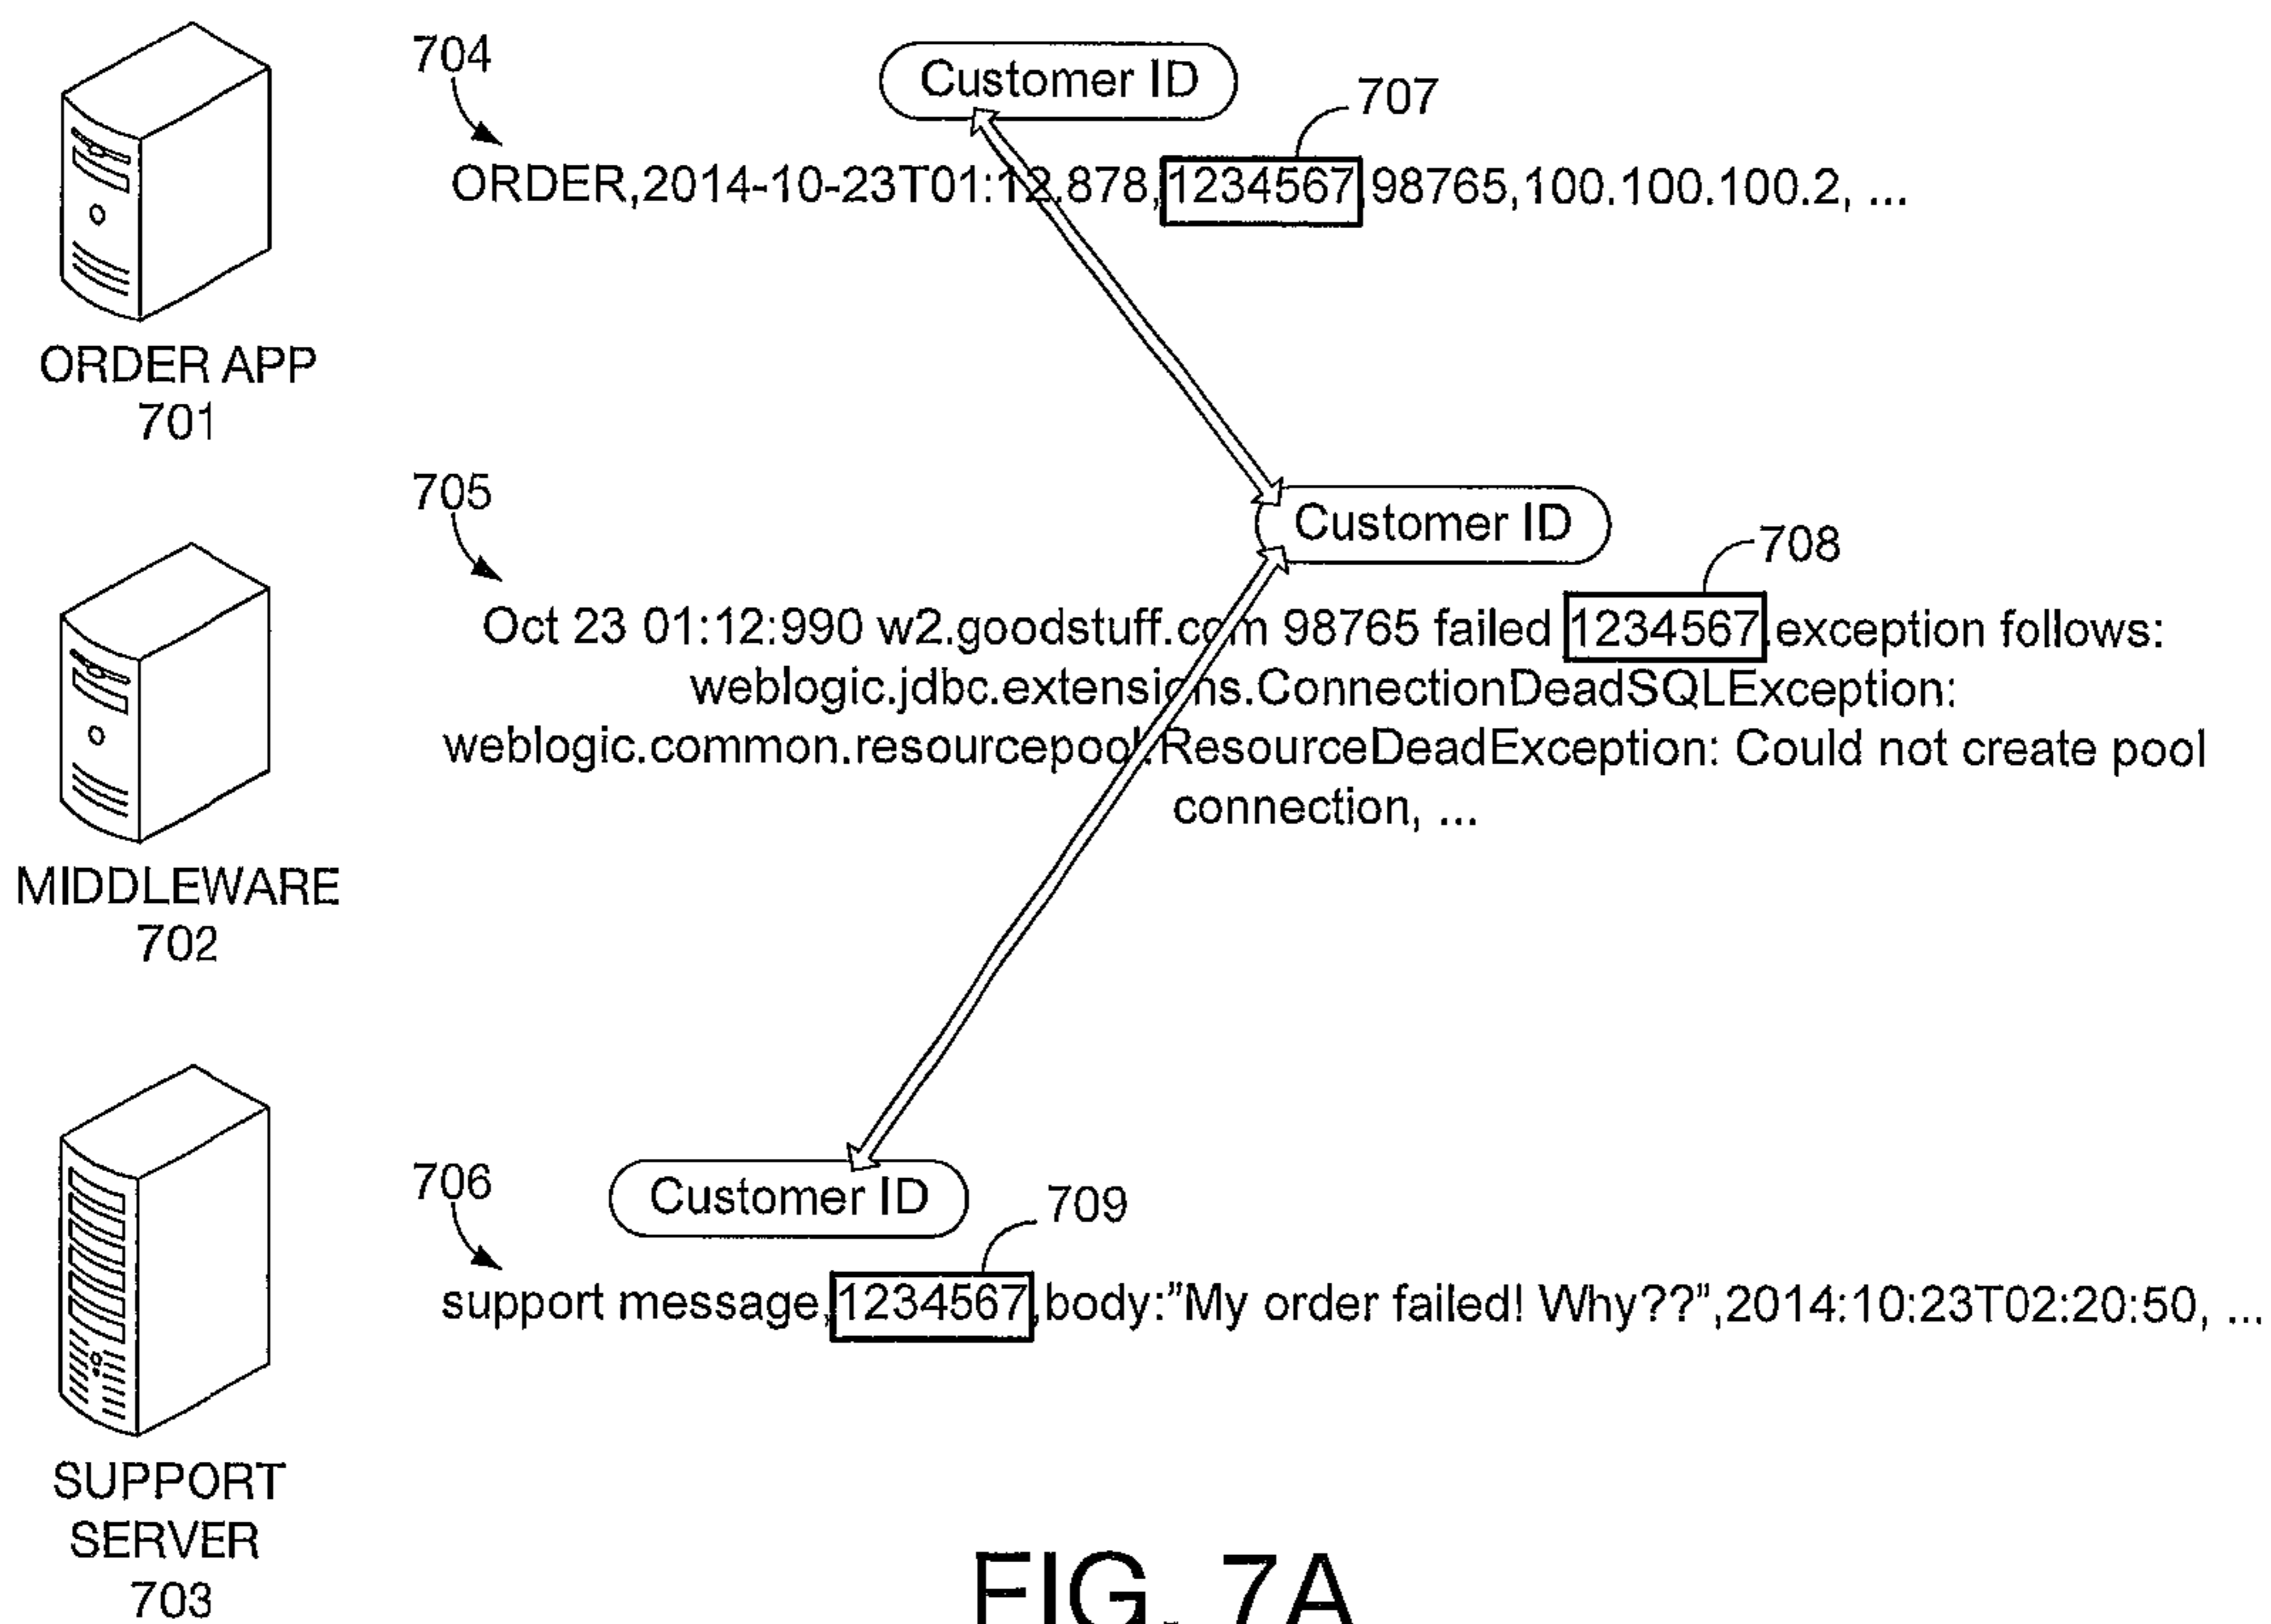 704
Customer ID
707
ORDER,2014-10-23T01:12.878,1234567,98765,100.100.100.2, ...
ORDER APP
701
705
Customer ID
708
Oct 23 01:12:990 w2.goodstuff.com 98765 failed 1234567.exception follows:
weblogic.jdbc.extensions.ConnectionDeadSQLException:
weblogic.common.resourcepool.ResourceDeadException: Could not create pool
connection, ...
MIDDLEWARE
702
706
Customer ID
709
support message,1234567,body:"My order failed! Why??",2014:10:23T02:20:50, ...
SUPPORT
SERVER
703
FIG. 7A